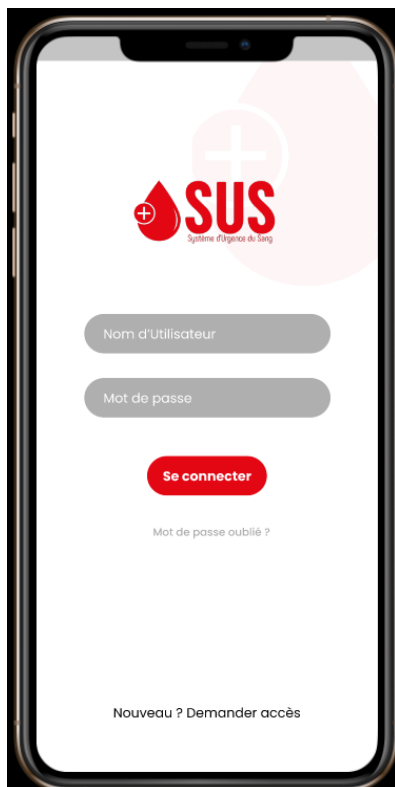 SUS
Système d'Urgence du Sang
Nom d'Utilisateur
Mot de passe
Se connecter
Mot de passe oublié ?
Nouveau ? Demander accès